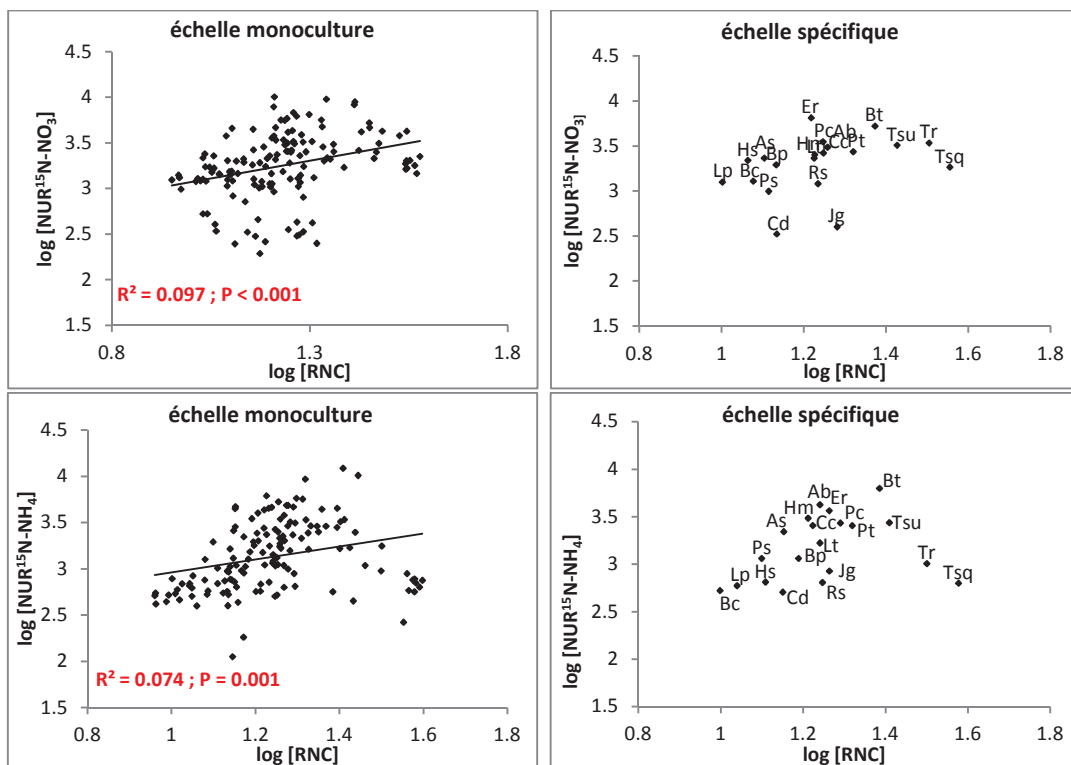 échelle monoculture
4.5
4
3.5
3
2.5
2
1.5
log [NUR¹⁵N-NO₃]
R² = 0.097 ; P < 0.001
0.8
1.3
1.8
log [RNC]
échelle spécifique
4.5
4
3.5
3
2.5
2
1.5
log [NUR¹⁵N-NO₃]
Er
Bt
Pc
Ab
Hm
Lt
Cc
Pt
Tsu
Tr
As
Hs
Bp
Tsq
Lp
Bc
Ps
Rs
Cd
Jg
1
1.2
1.4
1.6
1.8
log [RNC]
échelle monoculture
4.5
4
3.5
3
2.5
2
1.5
log [NUR¹⁵N-NH₄]
R² = 0.074 ; P = 0.001
0.8
1
1.2
1.4
1.6
1.8
log [RNC]
échelle spécifique
4.5
4
3.5
3
2.5
2
1.5
log [NUR¹⁵N-NH₄]
Bt
Ab
Er
Hm
Pc
As
Cc
Pt
Tsu
Ps
Lt
Bp
Tr
Lp
Hs
Jg
Tsq
Bc
Cd
Rs
0.8
1
1.2
1.4
1.6
1.8
log [RNC]